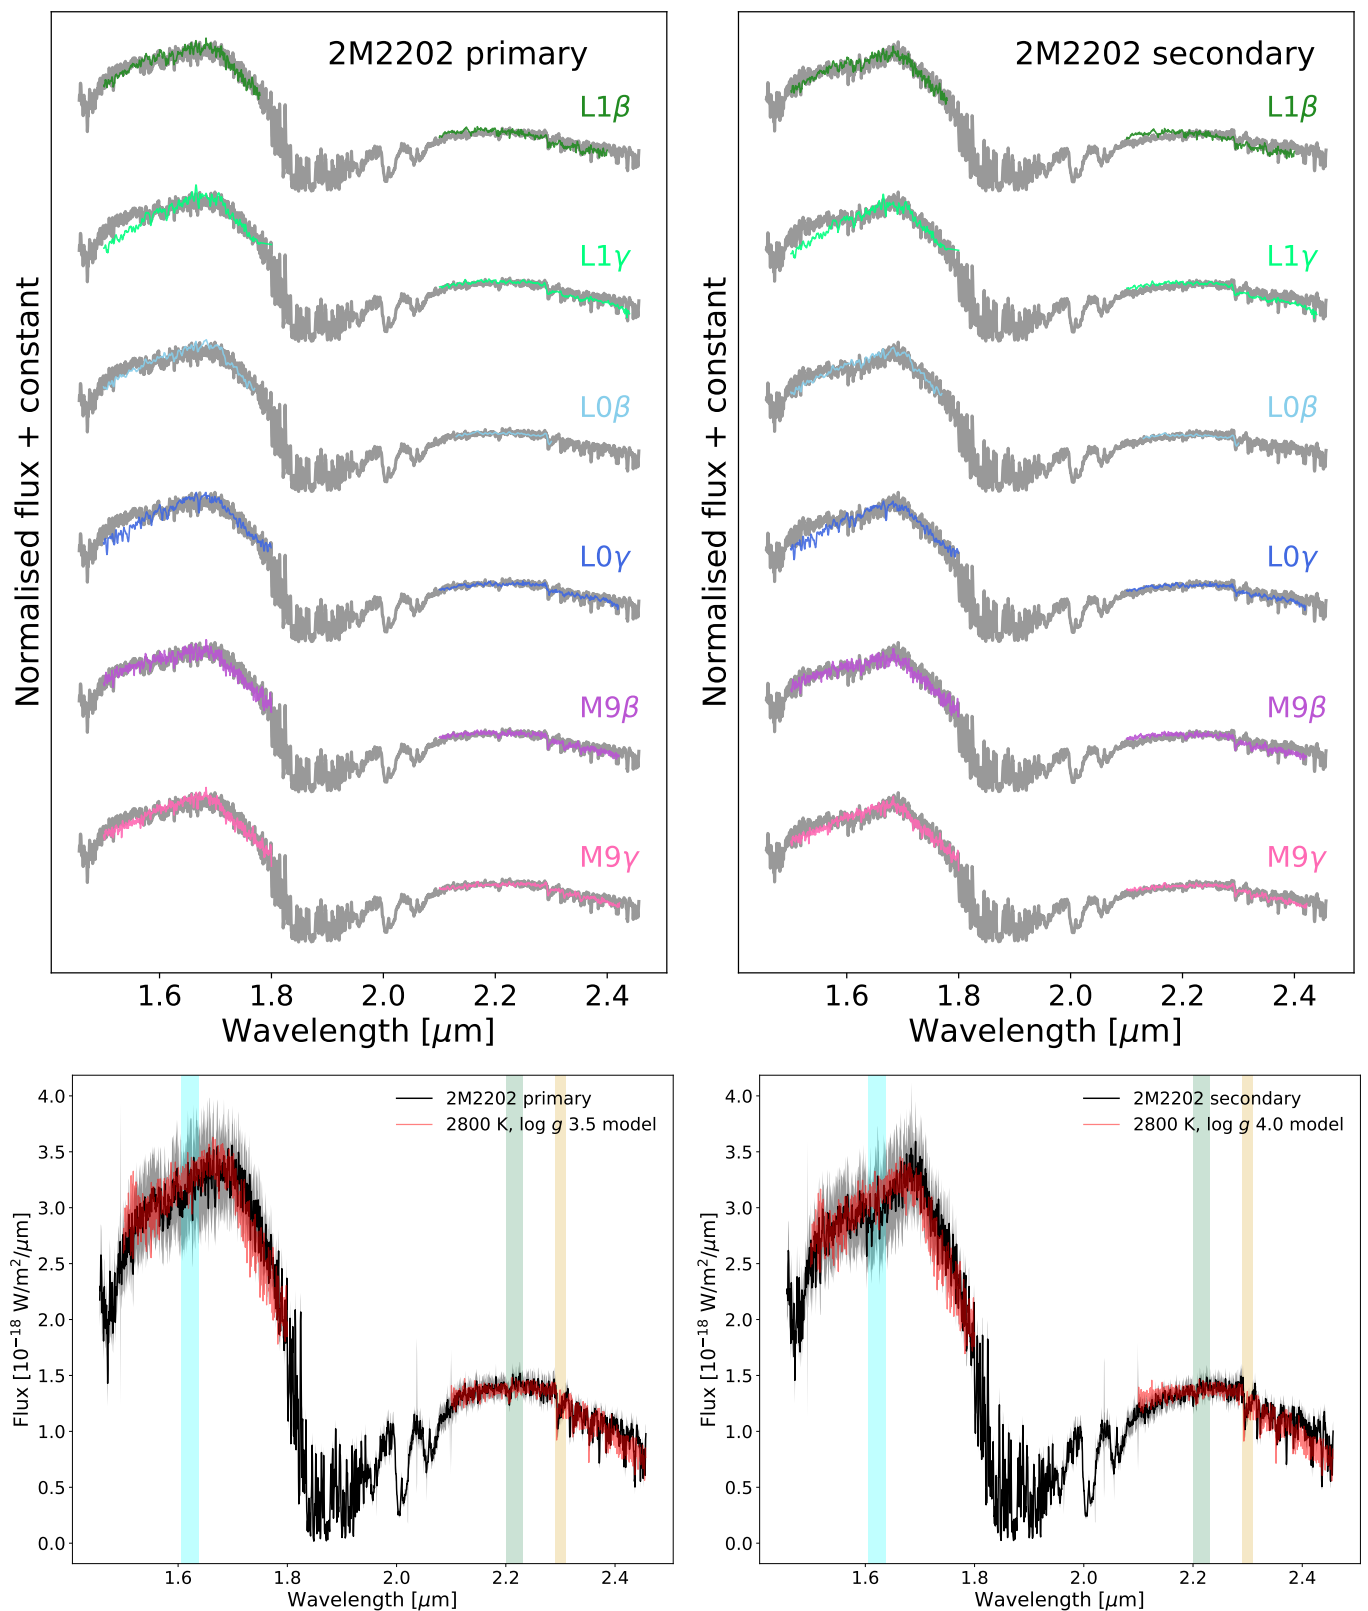 2M2202 primary
L1β
L1γ
L0β
L0γ
M9β
M9γ
Normalised flux + constant
1.6 1.8 2.0 2.2 2.4
Wavelength [μm]
2M2202 secondary
L1β
L1γ
L0β
L0γ
M9β
M9γ
Normalised flux + constant
1.6 1.8 2.0 2.2 2.4
Wavelength [μm]
2M2202 primary
2800 K, log g 3.5 model
4.0
3.5
3.0
2.5
2.0
1.5
1.0
0.5
0.0
Flux [10⁻¹⁸ W/m²/μm]
1.6 1.8 2.0 2.2 2.4
Wavelength [μm]
2M2202 secondary
2800 K, log g 4.0 model
4.0
3.5
3.0
2.5
2.0
1.5
1.0
0.5
0.0
Flux [10⁻¹⁸ W/m²/μm]
1.6 1.8 2.0 2.2 2.4
Wavelength [μm]